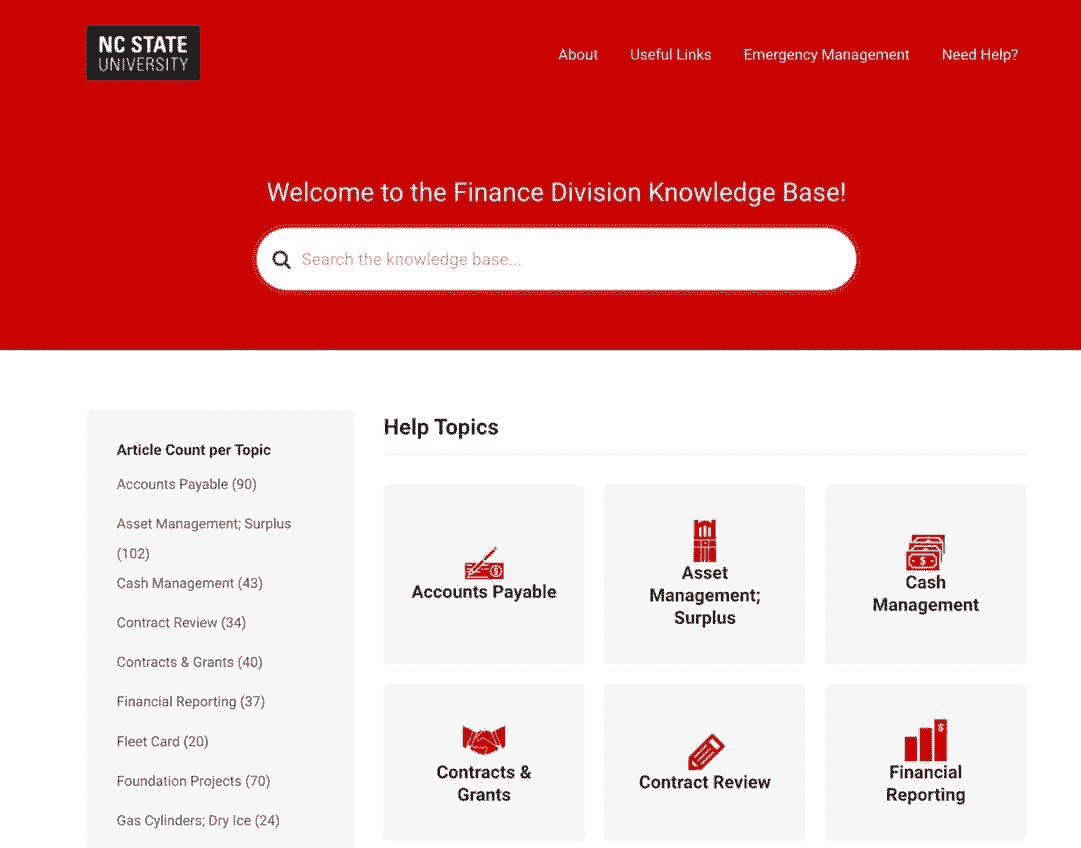 NC STATE
UNIVERSITY
About
Useful Links
Emergency Management
Need Help?
Welcome to the Finance Division Knowledge Base!
Search the knowledge base...
Article Count per Topic
Accounts Payable (90)
Asset Management; Surplus
(102)
Cash Management (43)
Contract Review (34)
Contracts & Grants (40)
Financial Reporting (37)
Fleet Card (20)
Foundation Projects (70)
Gas Cylinders; Dry Ice (24)
Help Topics
Accounts Payable
Asset
Management;
Surplus
Cash
Management
Contracts &
Grants
Contract Review
Financial
Reporting